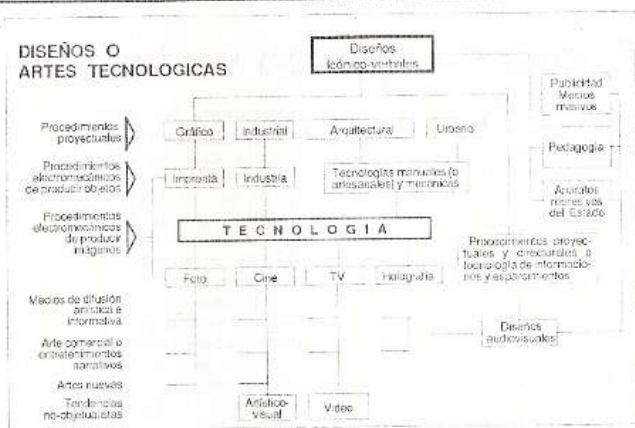 DISEÑOS O
ARTES TECNOLOGICAS
Diseños
icónico-verbales
Publicidad
Medios
masivos
Procedimientos
proyectuales
Gráfico
Industrial
Arquitectural
Urbano
Pedagogía
Procedimientos
electromecánicos
de producir objetos
Imprenta
Industria
Tecnologías manuales (o
artesanales) y mecánicas
Aparatos
represivos
del Estado
Procedimientos
electromecánicos
de producir
imágenes
TECNOLOGIA
Procedimientos proyec-
tuales y directorales o
tecnología de informacio-
nes y esparcimientos
Foto
Cine
TV
Holografía
Medios de difusión
artística e
informativa
Diseños
audiovisuales
Arte comercial o
entretenimientos
narrativos
Artes nuevas
Tendencias
no-objetualistas
Artístico-
visual
Video